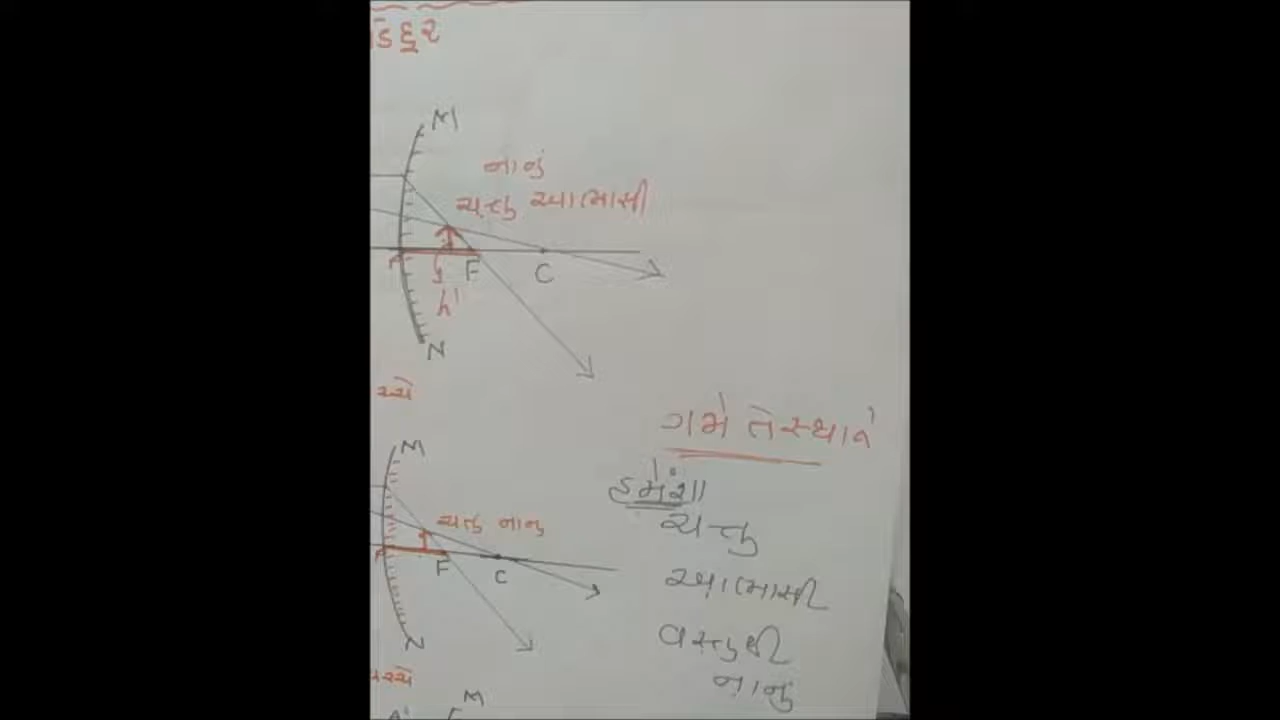 M
નાનું
ચત્તુ આભાસી
F
C
h'
N
M
ગમે તે સ્થાને
હંમેશા
ચત્તુ નાનુ
ચત્તુ
F
C
આભાસી
N
વસ્તુથી
નાનું
M
A'